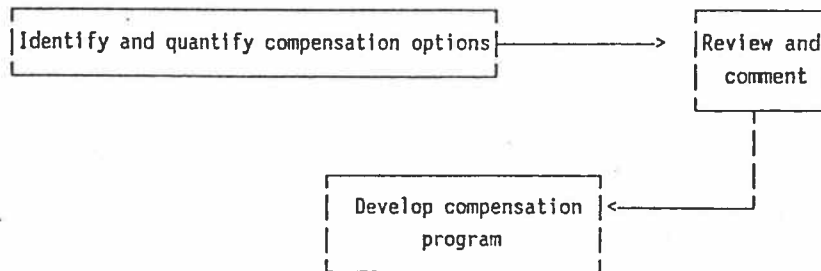 Identify and quantify compensation options
Review and
comment
Develop compensation
program